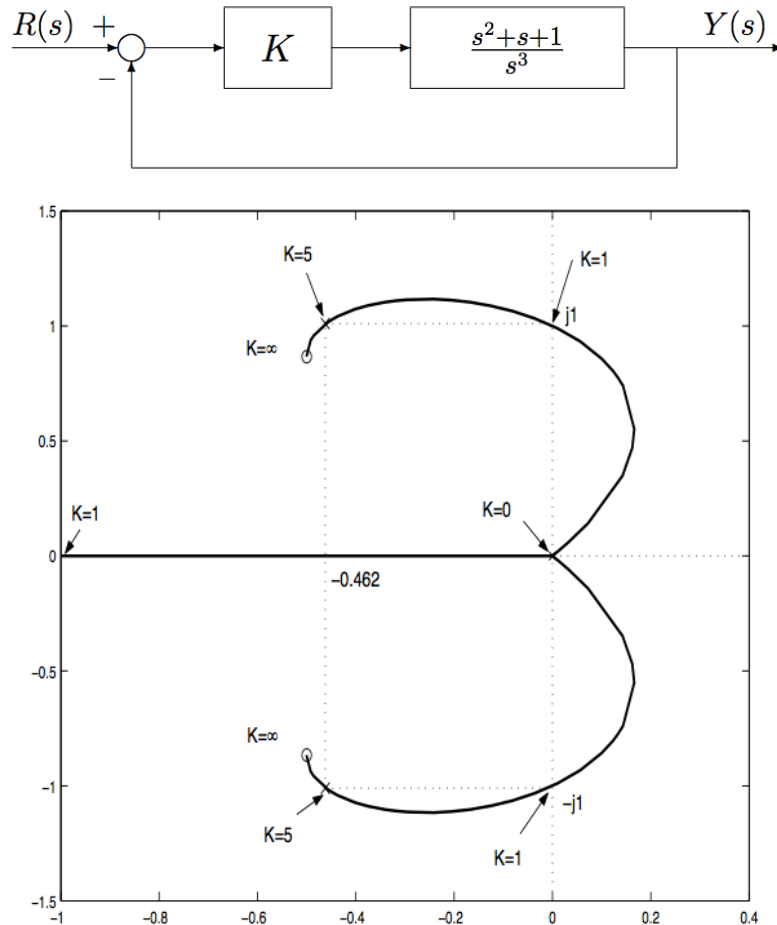 R(s) + K s²+s+1 Y(s)
− s³
1.5
K=5 K=1
1 j1
K=∞
0.5
K=1 K=0
0
−0.462
−0.5
K=∞
−1 −j1
K=5
K=1
−1.5
−1 −0.8 −0.6 −0.4 −0.2 0 0.2 0.4